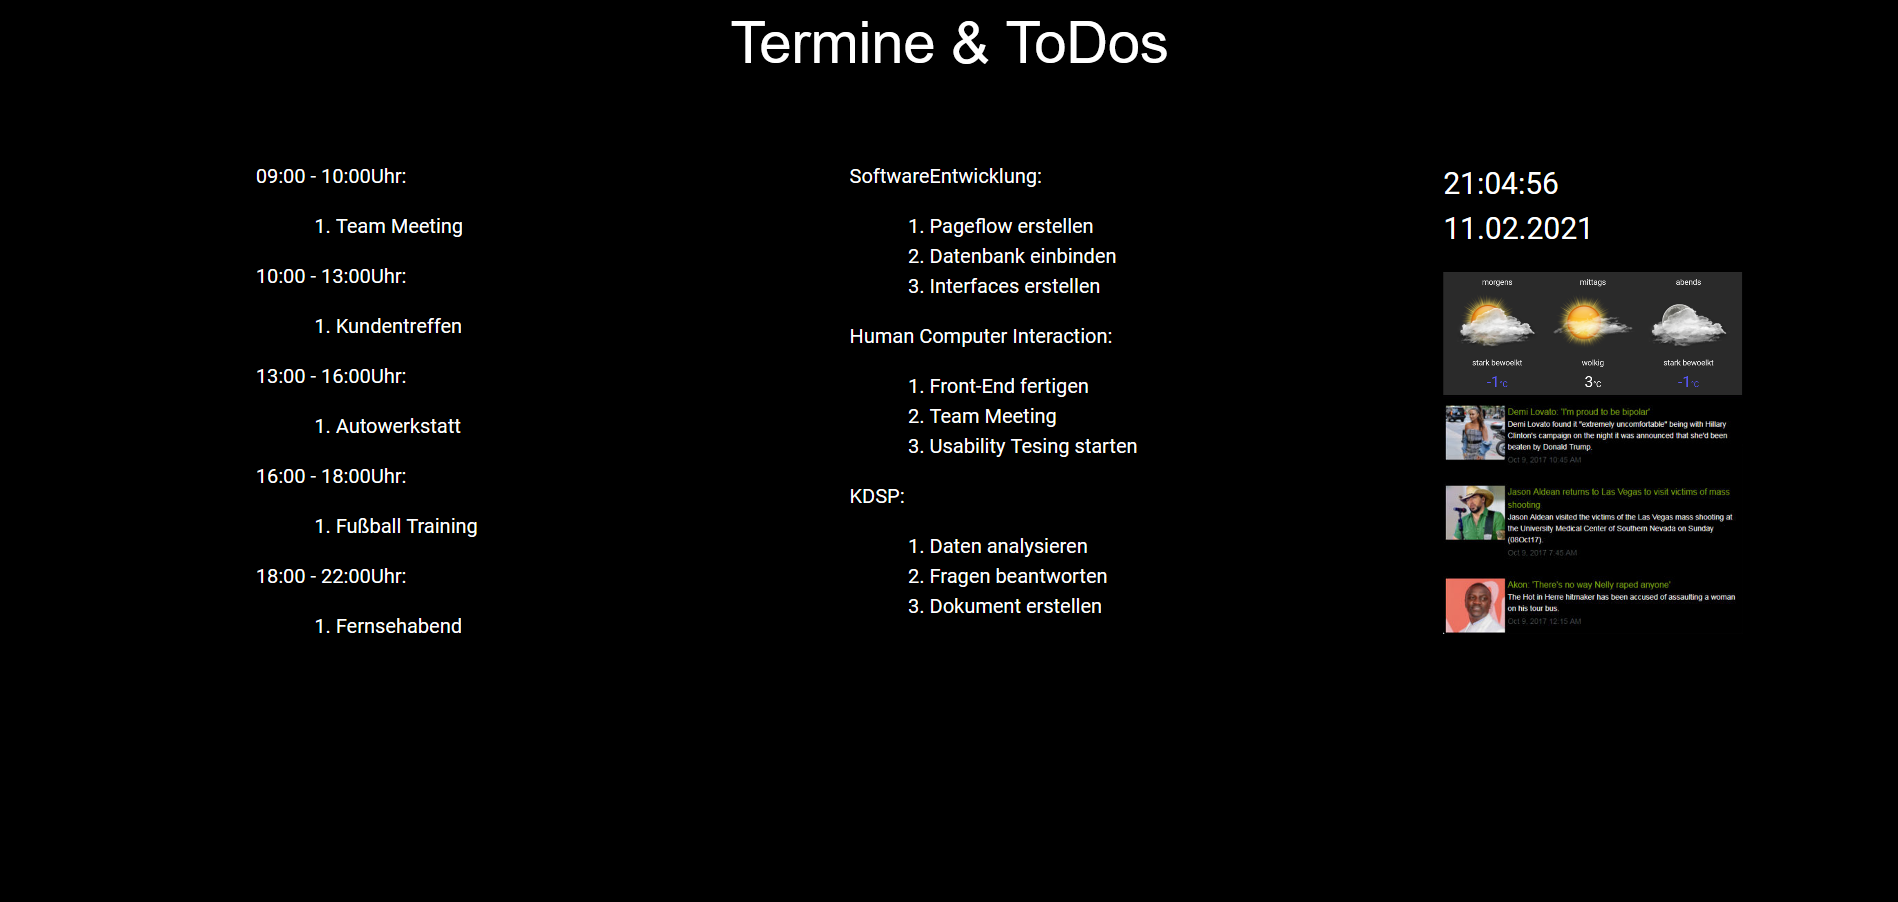 Termine & ToDos
09:00 - 10:00Uhr:
1. Team Meeting
10:00 - 13:00Uhr:
1. Kundentreffen
13:00 - 16:00Uhr:
1. Autowerkstatt
16:00 - 18:00Uhr:
1. Fußball Training
18:00 - 22:00Uhr:
1. Fernsehabend
SoftwareEntwicklung:
1. Pageflow erstellen
2. Datenbank einbinden
3. Interfaces erstellen
Human Computer Interaction:
1. Front-End fertigen
2. Team Meeting
3. Usability Tesing starten
KDSP:
1. Daten analysieren
2. Fragen beantworten
3. Dokument erstellen
21:04:56
11.02.2021
morgens mittags abends
stark bewoelkt wolkig stark bewoelkt
-1°C 3°C -1°C
Demi Lovato: 'I'm proud to be bipolar'
Demi Lovato found it "extremely uncomfortable" being with Hillary
Clinton's campaign on the night it was announced that she'd been
beaten by Donald Trump.
Oct 9, 2017 10:45 AM
Jason Aldean returns to Las Vegas to visit victims of mass
shooting
Jason Aldean visited the victims of the Las Vegas mass shooting at
the University Medical Center of Southern Nevada on Sunday
(08Oct17).
Oct 9, 2017 7:45 AM
Akon: 'There's no way Nelly raped anyone'
The Hot in Herre hitmaker has been accused of assaulting a woman
on his tour bus.
Oct 9, 2017 12:15 AM